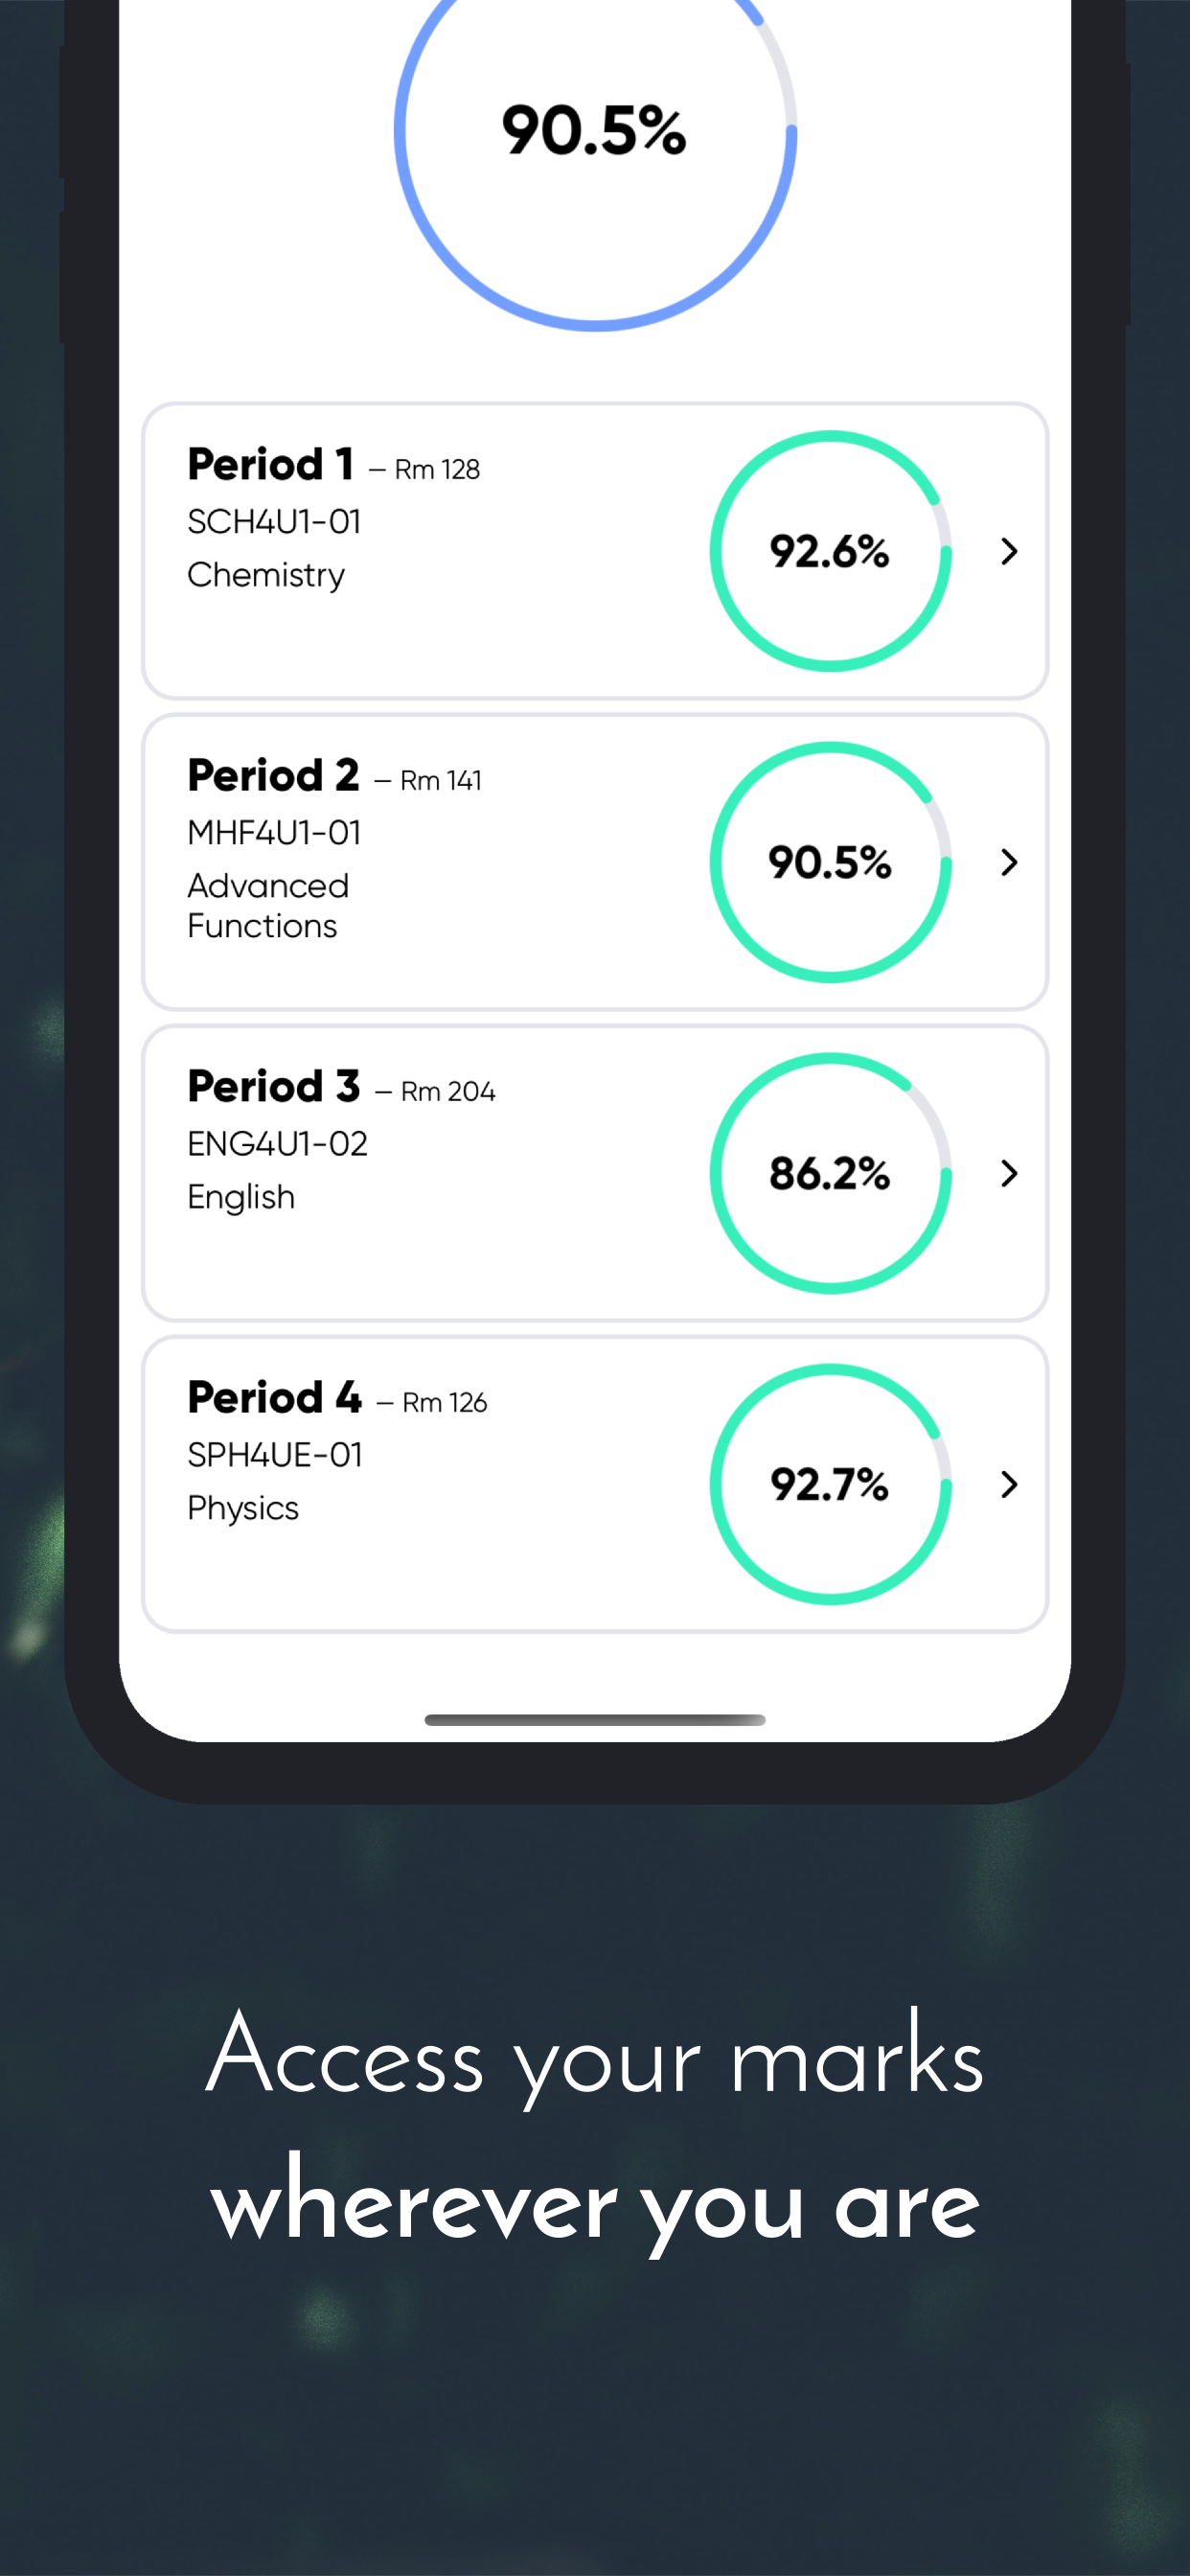 90.5%
Period 1 – Rm 128
SCH4U1-01
Chemistry
92.6%
Period 2 – Rm 141
MHF4U1-01
Advanced
Functions
90.5%
Period 3 – Rm 204
ENG4U1-02
English
86.2%
Period 4 – Rm 126
SPH4UE-01
Physics
92.7%
Access your marks
wherever you are